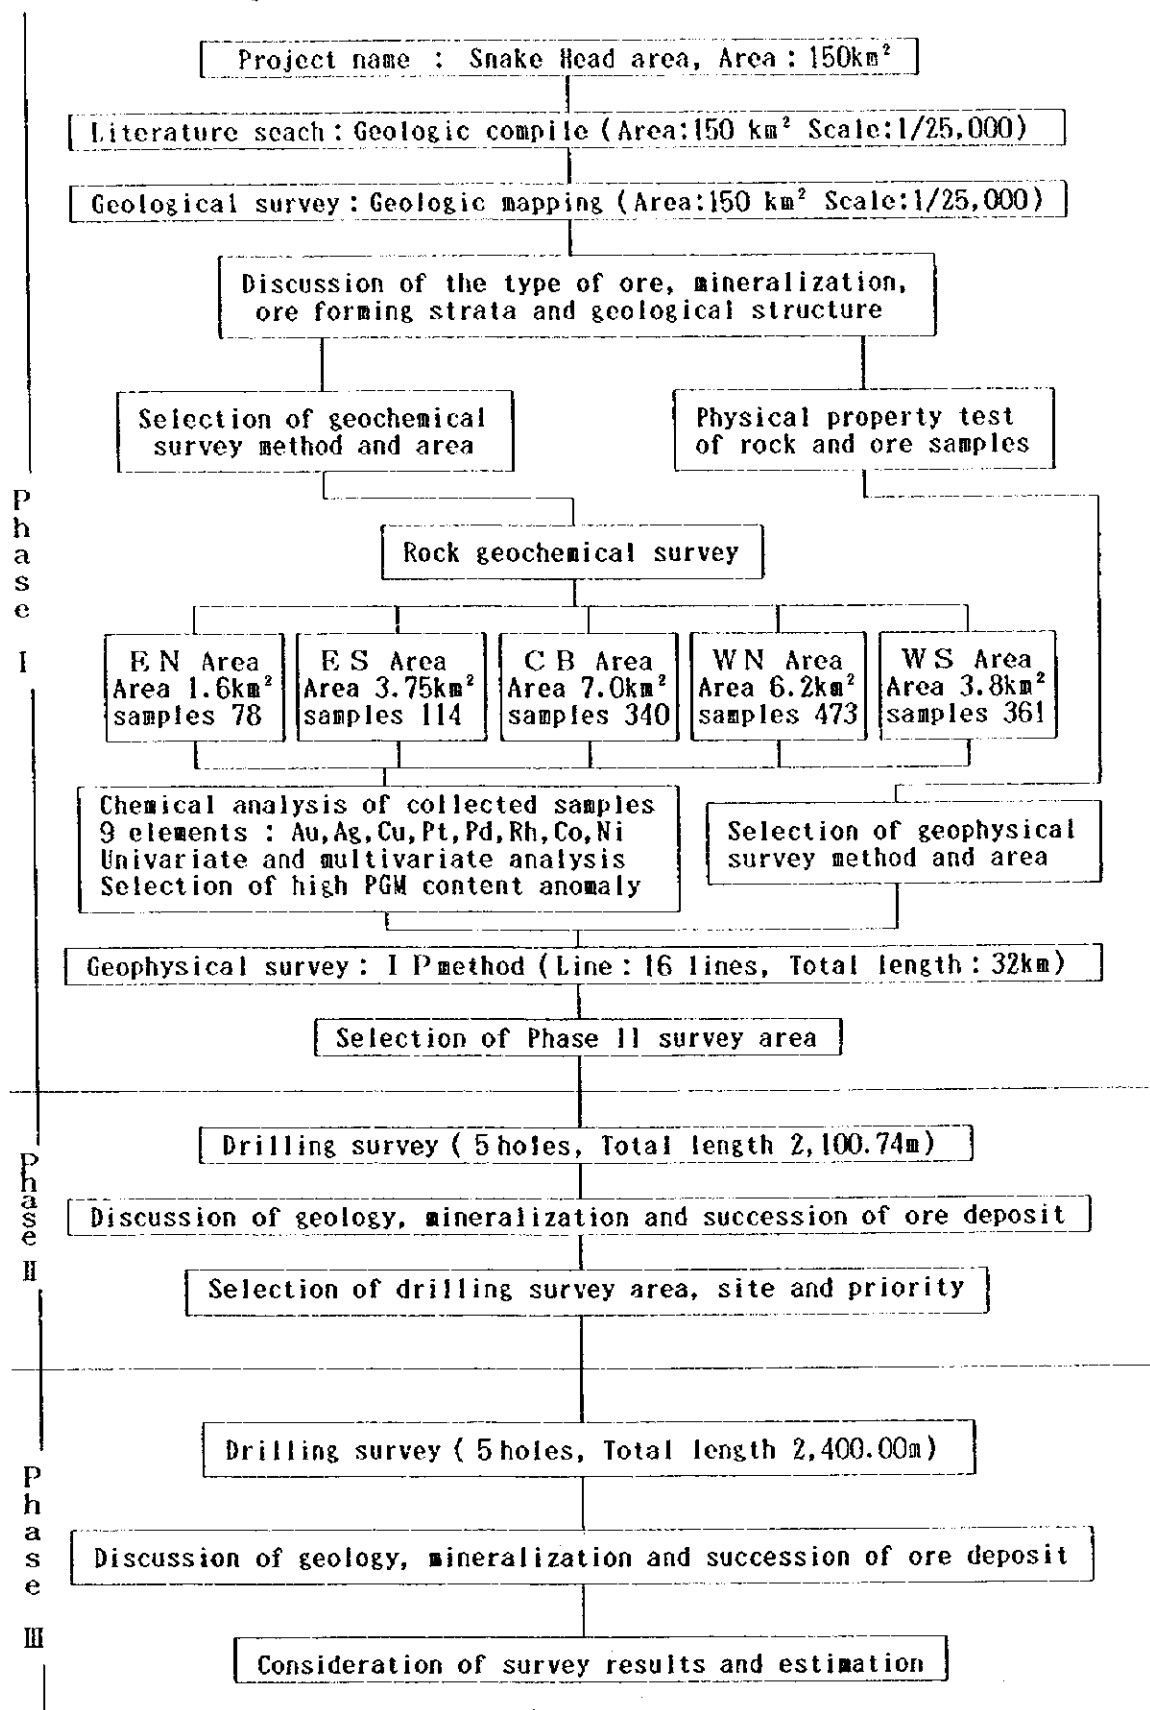 Project name : Snake Head area, Area : 150km²
Literature seach : Geologic compile (Area:150 km² Scale:1/25,000)
Geological survey : Geologic mapping (Area:150 km² Scale:1/25,000)
Discussion of the type of ore, mineralization,
ore forming strata and geological structure
Selection of geochemical
survey method and area
Physical property test
of rock and ore samples
Phase I
Rock geochemical survey
EN Area
Area 1.6km²
samples 78
ES Area
Area 3.75km²
samples 114
CB Area
Area 7.0km²
samples 340
WN Area
Area 6.2km²
samples 473
WS Area
Area 3.8km²
samples 361
Chemical analysis of collected samples
9 elements : Au,Ag,Cu,Pt,Pd,Rh,Co,Ni
Univariate and multivariate analysis
Selection of high PGM content anomaly
Selection of geophysical
survey method and area
Geophysical survey : IP method (Line : 16 lines, Total length : 32km)
Selection of Phase II survey area
Phase II
Drilling survey ( 5 holes, Total length 2,100.74m)
Discussion of geology, mineralization and succession of ore deposit
Selection of drilling survey area, site and priority
Phase III
Drilling survey ( 5 holes, Total length 2,400.00m)
Discussion of geology, mineralization and succession of ore deposit
Consideration of survey results and estimation